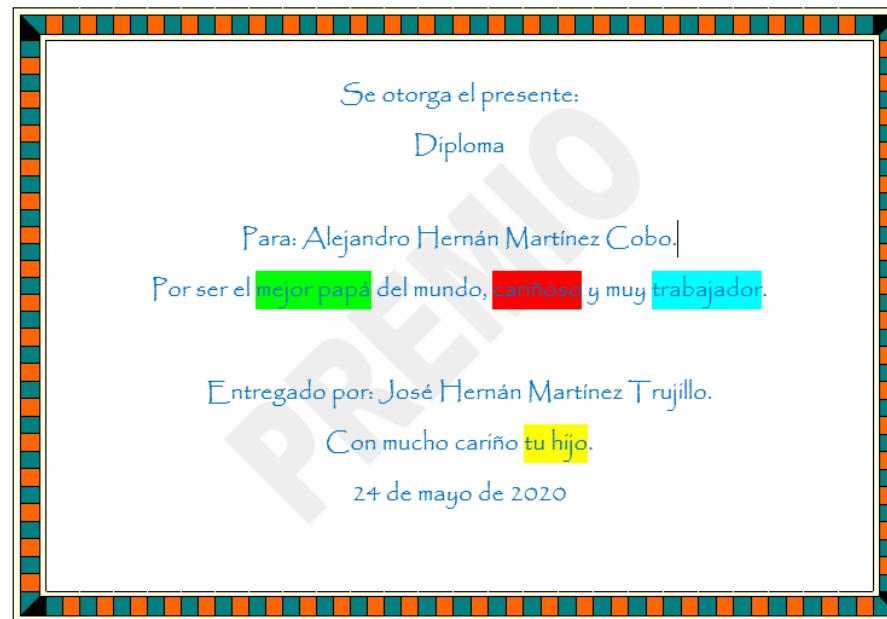 Se otorga el presente:
Diploma
Para: Alejandro Hernán Martínez Cobo.
Por ser el mejor papá del mundo, cariñoso y muy trabajador.
Entregado por: José Hernán Martínez Trujillo.
Con mucho cariño tu hijo.
24 de mayo de 2020
PREMIO